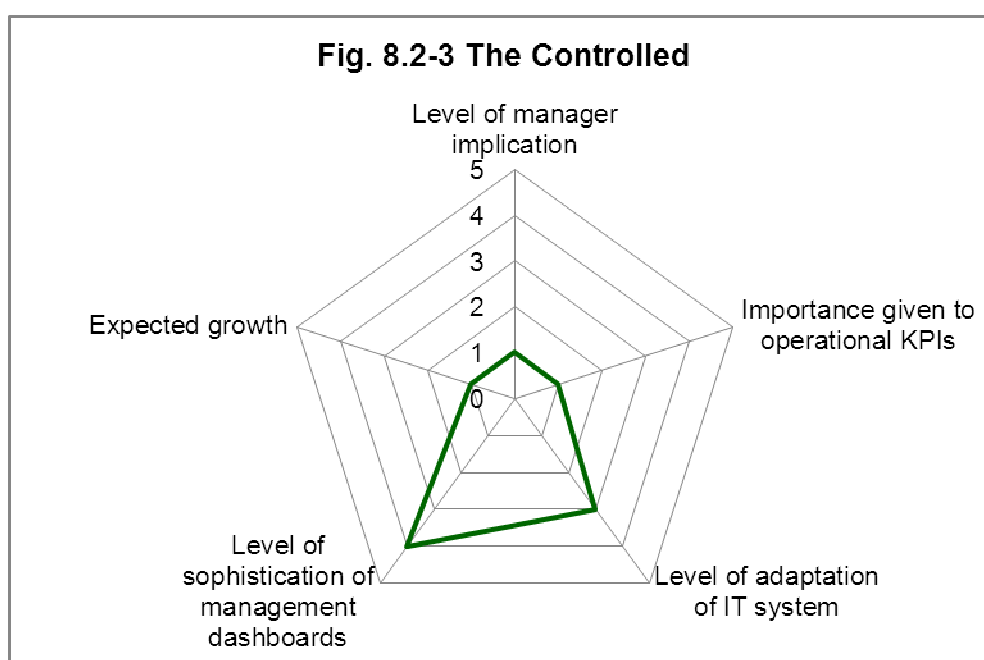 Fig. 8.2-3 The Controlled
Level of manager
implication
5
4
3
2
1
0
Importance given to
operational KPIs
Level of adaptation
of IT system
Level of
sophistication of
management
dashboards
Expected growth